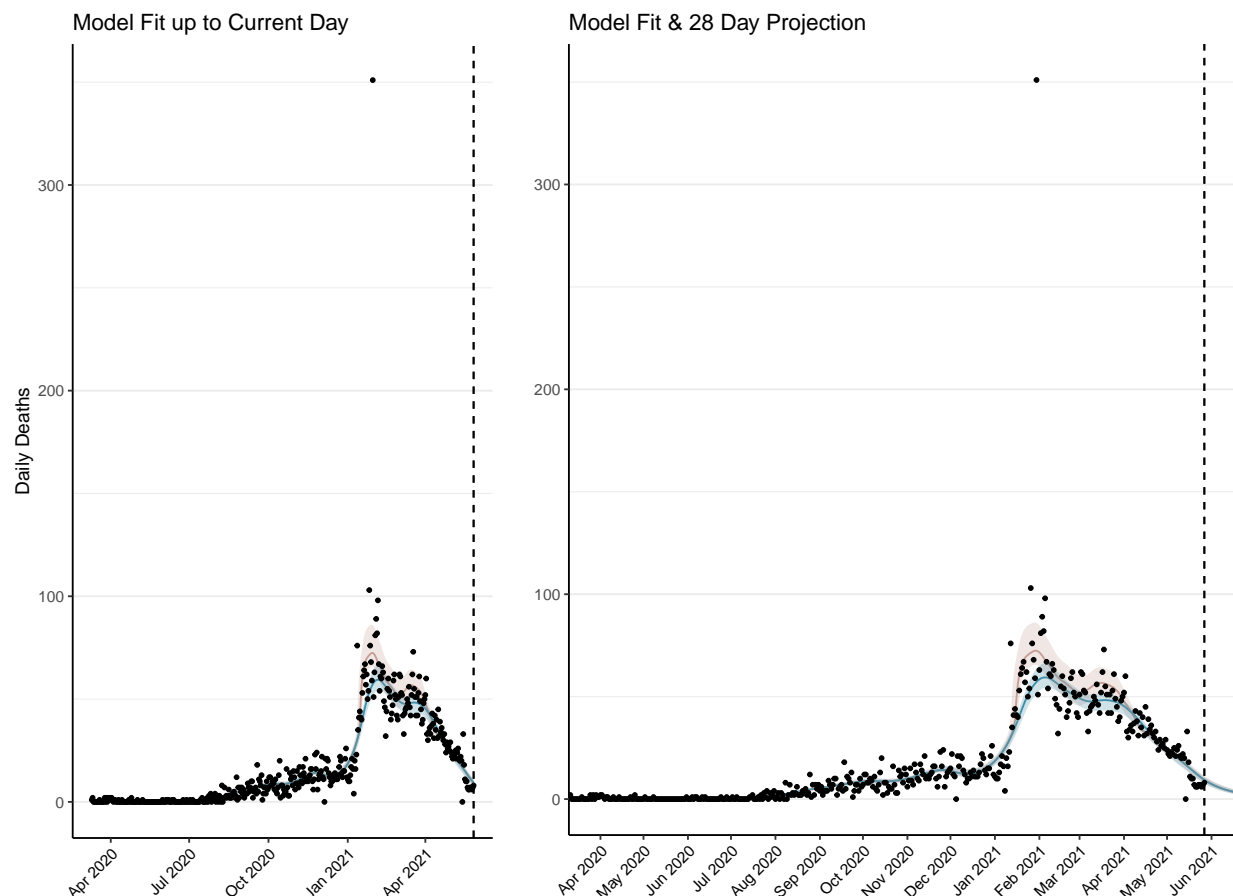 Model Fit up to Current Day
Daily Deaths
300
200
100
0
Apr 2020
Jul 2020
Oct 2020
Jan 2021
Apr 2021
Model Fit & 28 Day Projection
300
200
100
0
Apr 2020
May 2020
Jun 2020
Jul 2020
Aug 2020
Sep 2020
Oct 2020
Nov 2020
Dec 2020
Jan 2021
Feb 2021
Mar 2021
Apr 2021
May 2021
Jun 2021